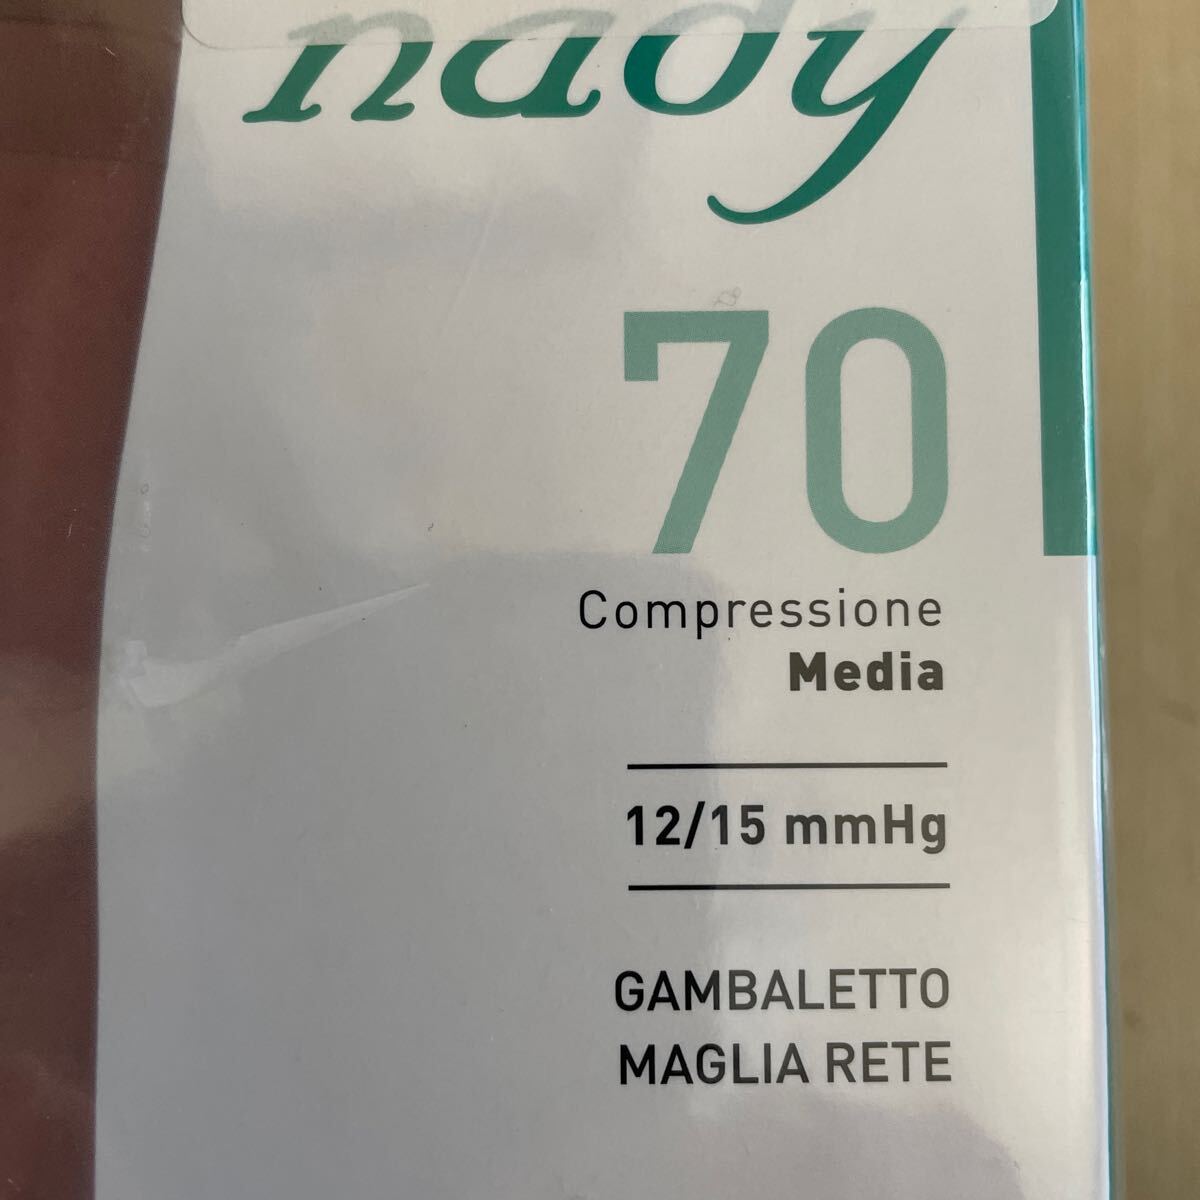 nady
70
Compressione
Media
12/15 mmHg
GAMBALETTO
MAGLIA RETE